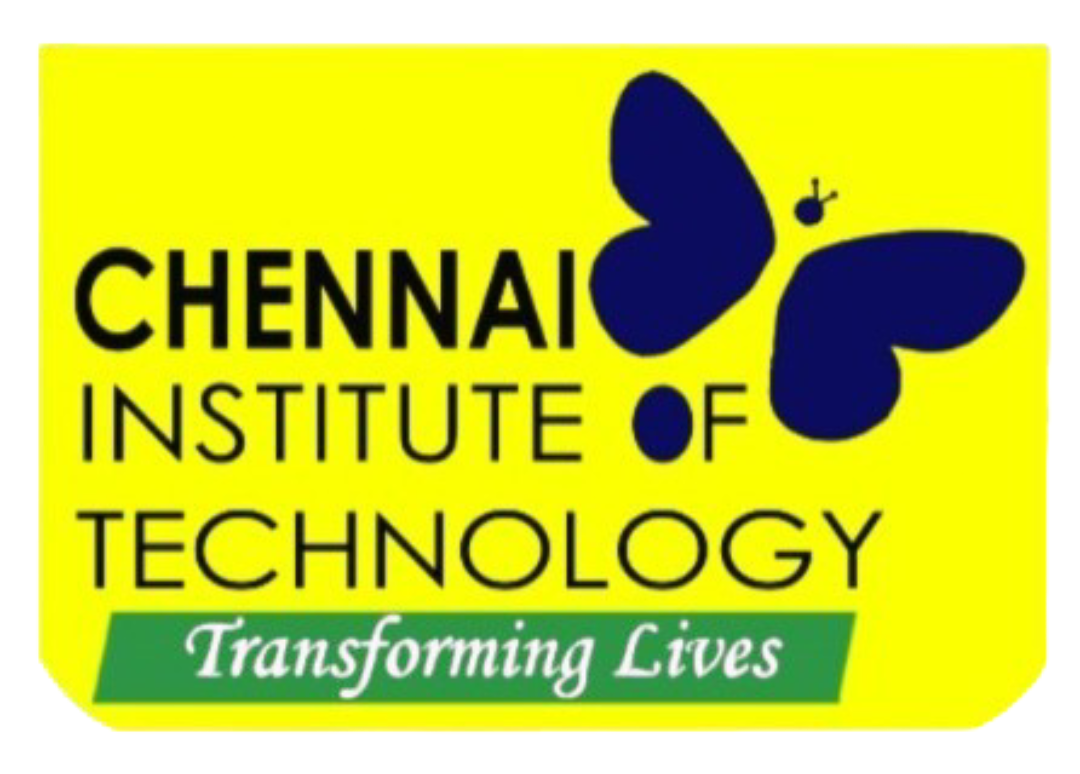 CHENNAI
INSTITUTE OF
TECHNOLOGY
Transforming Lives